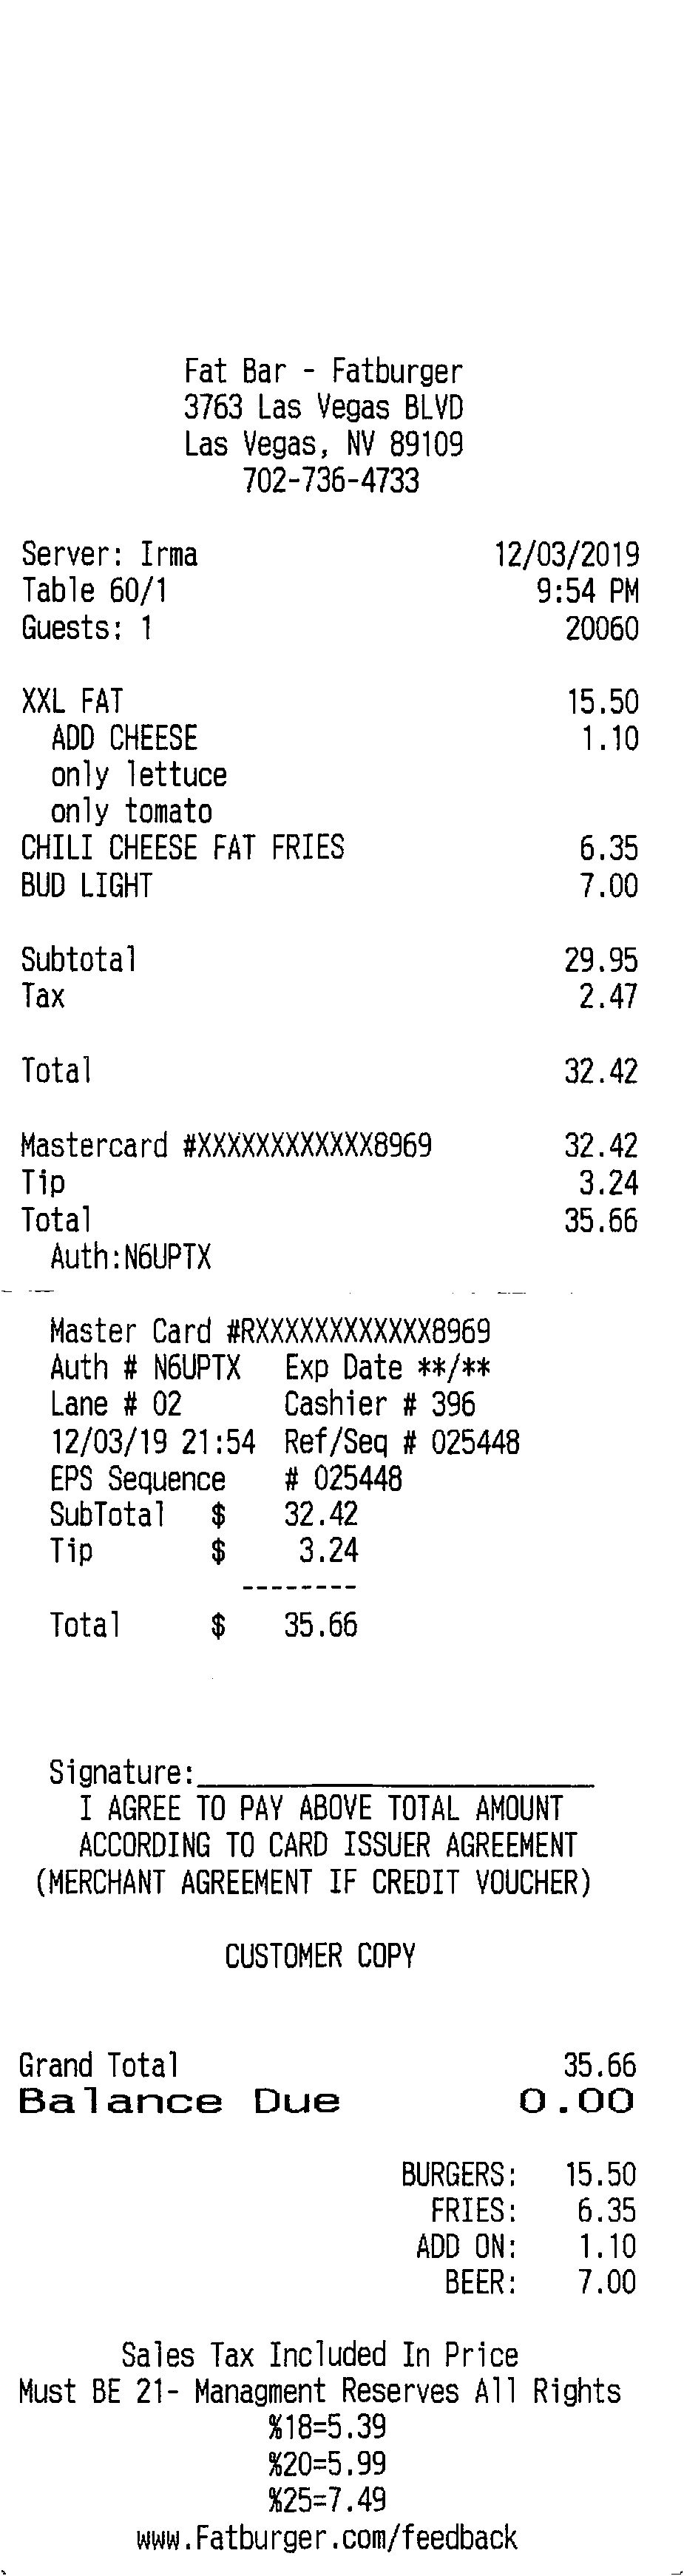 Fat Bar - Fatburger
3763 Las Vegas BLVD
Las Vegas, NV 89109
702-736-4733
Server: Irma 12/03/2019
Table 60/1 9:54 PM
Guests: 1 20060
XXL FAT 15.50
ADD CHEESE 1.10
only lettuce
only tomato
CHILI CHEESE FAT FRIES 6.35
BUD LIGHT 7.00
Subtotal 29.95
Tax 2.47
Total 32.42
Mastercard #XXXXXXXXXXXX8969 32.42
Tip 3.24
Total 35.66
Auth:N6UPTX
Master Card #RXXXXXXXXXXXX8969
Auth # N6UPTX Exp Date **/**
Lane # 02 Cashier # 396
12/03/19 21:54 Ref/Seq # 025448
EPS Sequence # 025448
SubTotal $ 32.42
Tip $ 3.24
--------
Total $ 35.66
Signature:___________________________
I AGREE TO PAY ABOVE TOTAL AMOUNT
ACCORDING TO CARD ISSUER AGREEMENT
(MERCHANT AGREEMENT IF CREDIT VOUCHER)
CUSTOMER COPY
Grand Total 35.66
Balance Due 0.00
BURGERS: 15.50
FRIES: 6.35
ADD ON: 1.10
BEER: 7.00
Sales Tax Included In Price
Must BE 21- Managment Reserves All Rights
%18=5.39
%20=5.99
%25=7.49
www.Fatburger.com/feedback